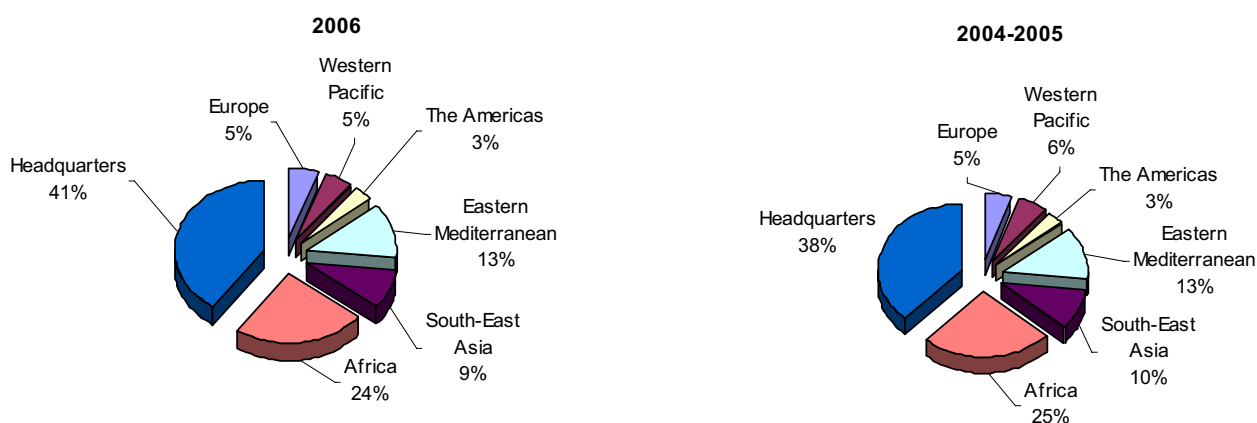 2006
Western
Pacific
5%
Europe
5%
The Americas
3%
Headquarters
41%
Eastern
Mediterranean
13%
South-East
Asia
9%
Africa
24%
2004-2005
Western
Pacific
6%
Europe
5%
The Americas
3%
Headquarters
38%
Eastern
Mediterranean
13%
South-East
Asia
10%
Africa
25%